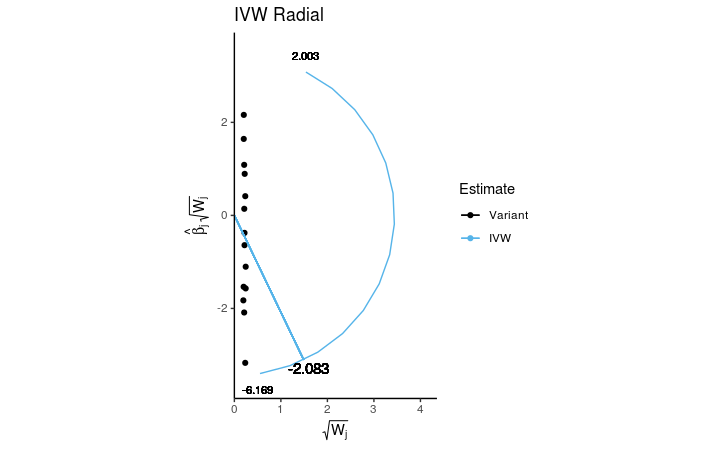 IVW Radial
2.003
2
0
-2
β̂j√Wj
-2.083
-6.169
0 1 2 3 4
√Wj
Estimate
Variant
IVW